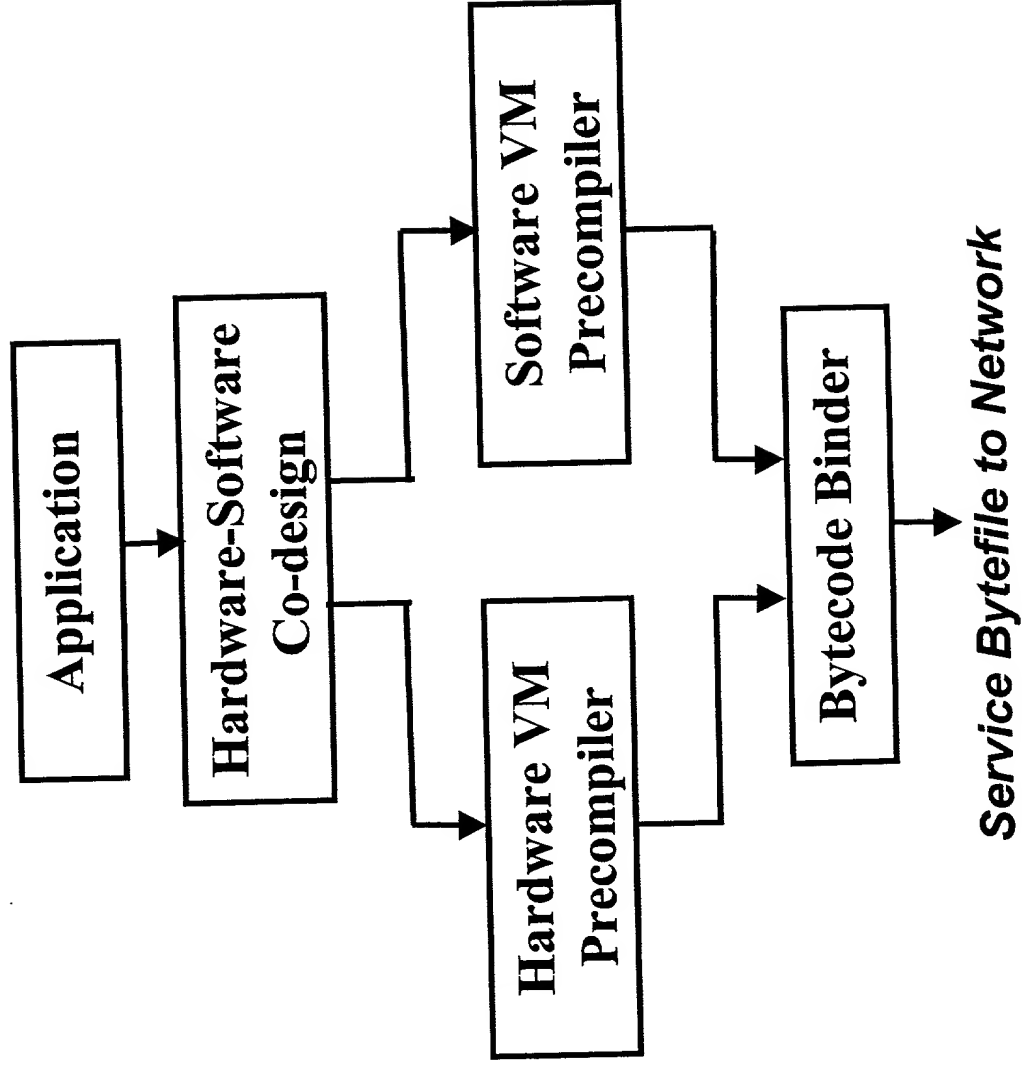 Application
Hardware-Software
Co-design
Hardware VM
Precompiler
Software VM
Precompiler
Bytecode Binder
Service Bytefile to Network